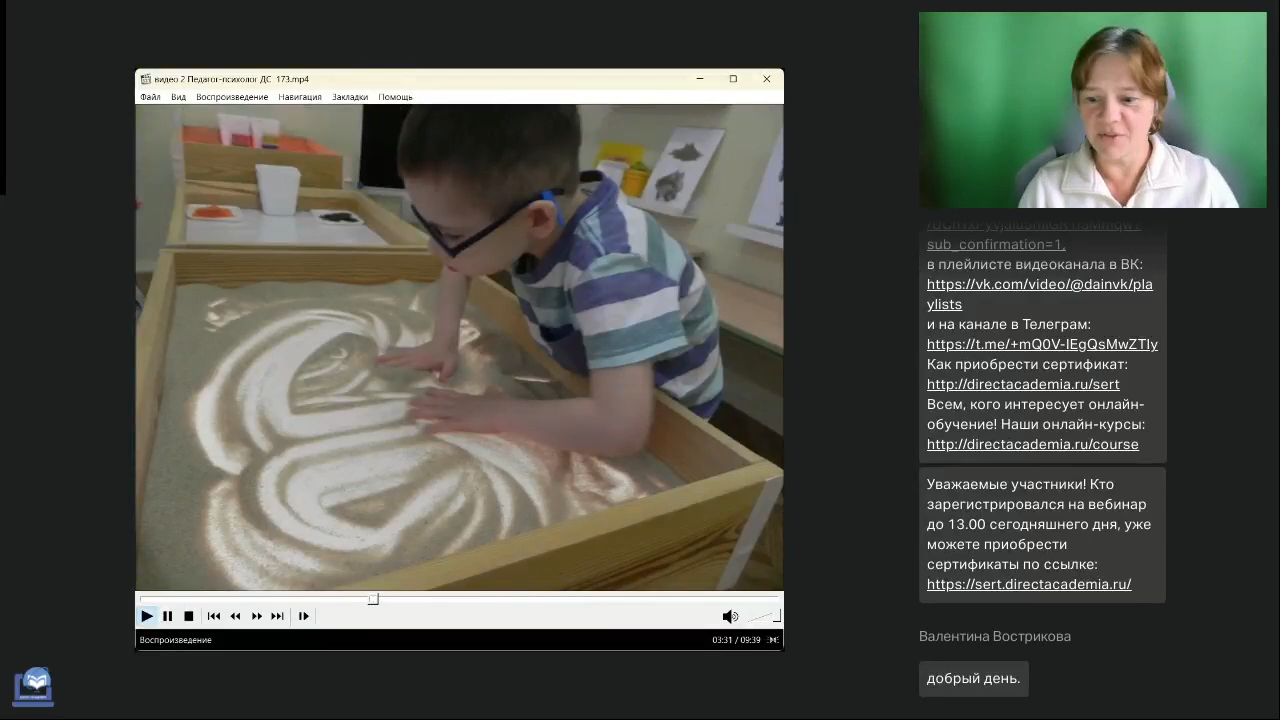 видео 2 Педагог-психолог ДС 173.mp4
Файл Вид Воспроизведение Навигация Закладки Помощь
Воспроизведение
03:31 / 09:39
sub_confirmation=1,
в плейлисте видеоканала в ВК:
https://vk.com/video/@dainvk/pla
ylists
и на канале в Телеграм:
https://t.me/+mQ0V-IEgQsMwZTIy
Как приобрести сертификат:
http://directacademia.ru/sert
Всем, кого интересует онлайн-
обучение! Наши онлайн-курсы:
http://directacademia.ru/course
Уважаемые участники! Кто
зарегистрировался на вебинар
до 13.00 сегодняшнего дня, уже
можете приобрести
сертификаты по ссылке:
https://sert.directacademia.ru/
Валентина Вострикова
добрый день.